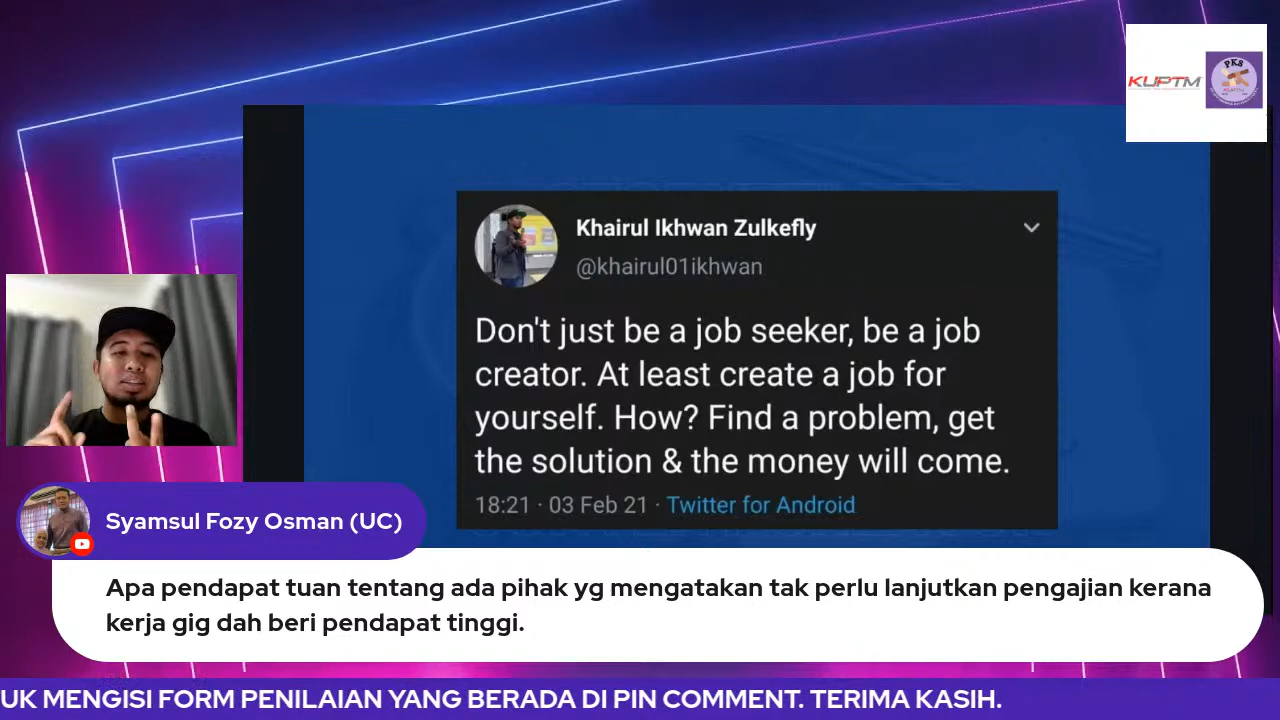 KUPTM
PKS
Khairul Ikhwan Zulkefly
@khairul01ikhwan
Don't just be a job seeker, be a job
creator. At least create a job for
yourself. How? Find a problem, get
the solution & the money will come.
18:21 · 03 Feb 21 · Twitter for Android
Syamsul Fozy Osman (UC)
Apa pendapat tuan tentang ada pihak yg mengatakan tak perlu lanjutkan pengajian kerana
kerja gig dah beri pendapat tinggi.
UK MENGISI FORM PENILAIAN YANG BERADA DI PIN COMMENT. TERIMA KASIH.